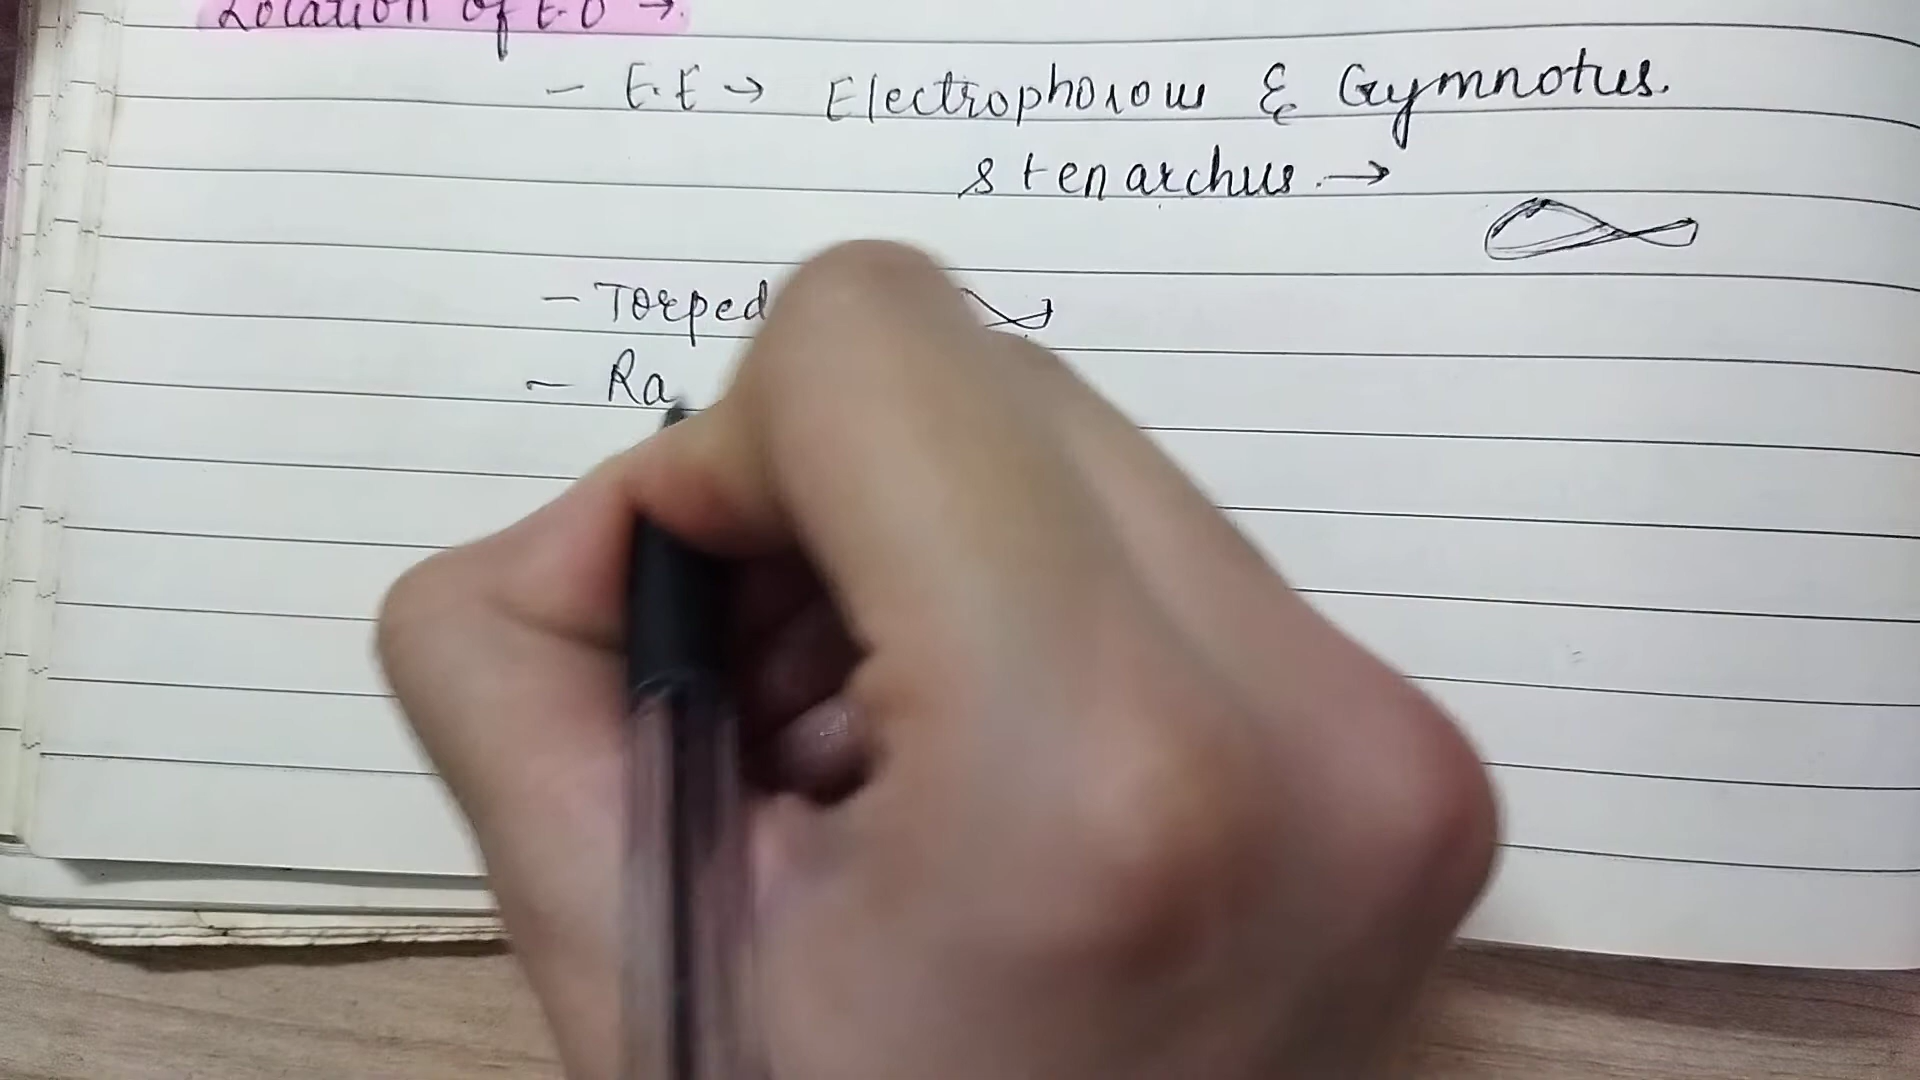 Location of E.O →.
- E.E → Electrophorous & Gymnotus.
stenarchus. →
- Torped
- Ra